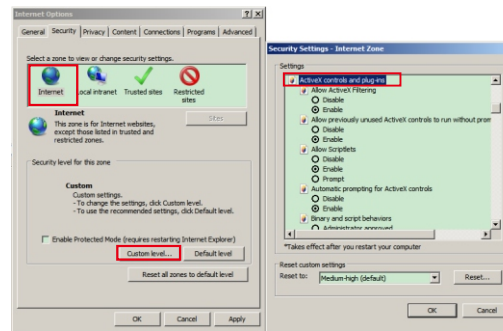 Internet Options
General Security Privacy Content Connections Programs Advanced
Select a zone to view or change security settings.
Internet
Local intranet
Trusted sites
Restricted
sites
Internet
This zone is for Internet websites,
except those listed in trusted and
restricted zones.
Sites
Security level for this zone
Custom
Custom settings.
- To change the settings, click Custom level.
- To use the recommended settings, click Default level.
Enable Protected Mode (requires restarting Internet Explorer)
Custom level...
Default level
Reset all zones to default level
OK
Cancel
Apply
Security Settings - Internet Zone
Settings
ActiveX controls and plug-ins
Allow ActiveX Filtering
Disable
Enable
Allow previously unused ActiveX controls to run without prom
Disable
Enable
Allow Scriptlets
Disable
Enable
Prompt
Automatic prompting for ActiveX controls
Disable
Enable
Binary and script behaviors
Administrator approved
*Takes effect after you restart your computer
Reset custom settings
Reset to:
Medium-high (default)
Reset...
OK
Cancel